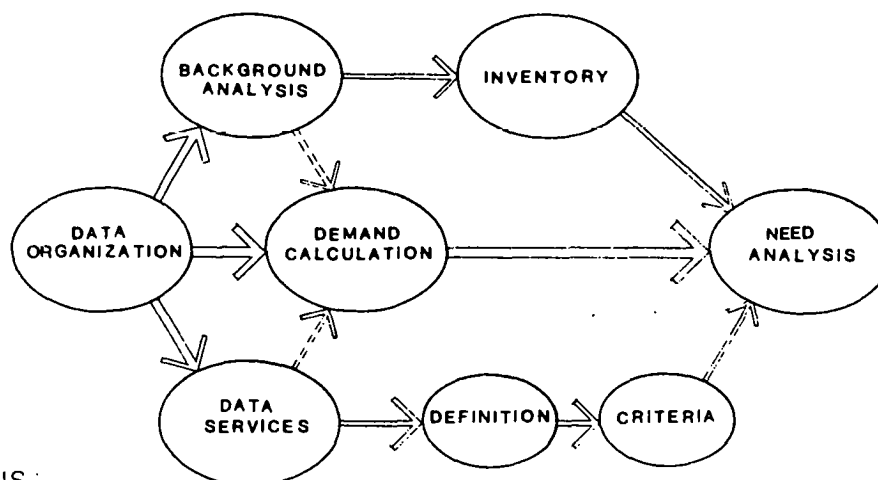 BACKGROUND
ANALYSIS
INVENTORY
DATA
ORGANIZATION
DEMAND
CALCULATION
NEED
ANALYSIS
DATA
SERVICES
DEFINITION
CRITERIA